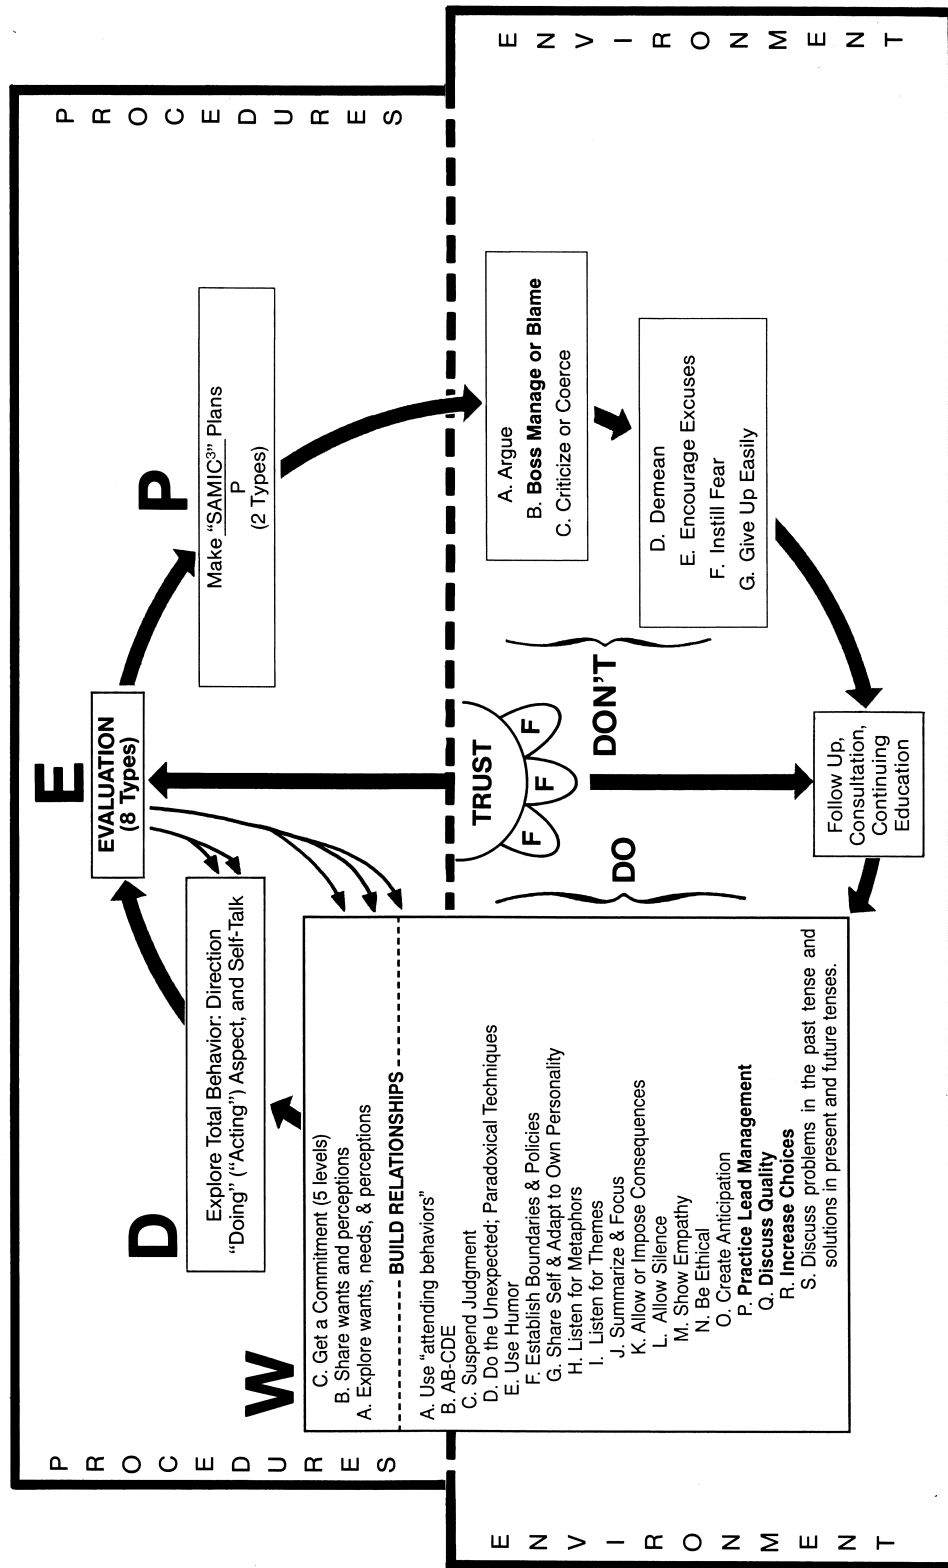 PROCEDURES
PROCEDURES
W
C. Get a Commitment (5 levels)
B. Share wants and perceptions
A. Explore wants, needs, & perceptions
BUILD RELATIONSHIPS
A. Use “attending behaviors”
B. AB-CDE
C. Suspend Judgment
D. Do the Unexpected; Paradoxical Techniques
E. Use Humor
F. Establish Boundaries & Policies
G. Share Self & Adapt to Own Personality
H. Listen for Metaphors
I. Listen for Themes
J. Summarize & Focus
K. Allow or Impose Consequences
L. Allow Silence
M. Show Empathy
N. Be Ethical
O. Create Anticipation
P. Practice Lead Management
Q. Discuss Quality
R. Increase Choices
S. Discuss problems in the past tense and
solutions in present and future tenses.
D
Explore Total Behavior: Direction
“Doing” (“Acting”) Aspect, and Self-Talk
E
EVALUATION
(8 Types)
P
Make “SAMIC³” Plans
P
(2 Types)
TRUST
F
F
F
DO
DON'T
A. Argue
B. Boss Manage or Blame
C. Criticize or Coerce
D. Demean
E. Encourage Excuses
F. Instill Fear
G. Give Up Easily
Follow Up,
Consultation,
Continuing
Education
ENVIRONMENT
ENVIRONMENT